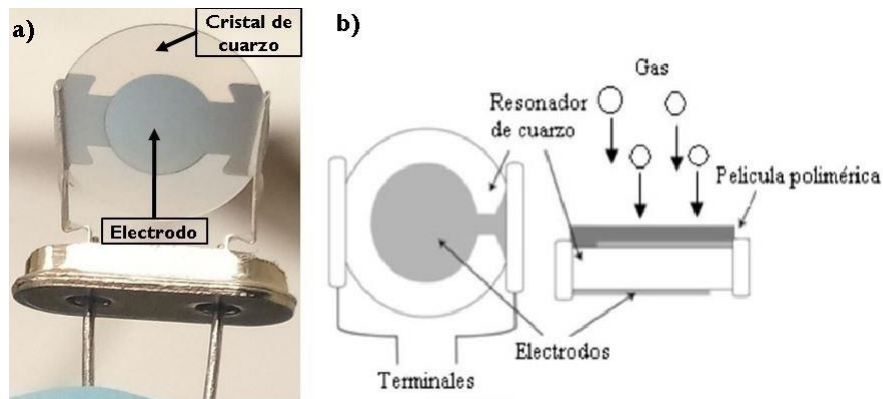 a)
Cristal de
cuarzo
Electrodo
b)
Gas
Resonador
de cuarzo
Pelicula polimérica
Electrodos
Terminales